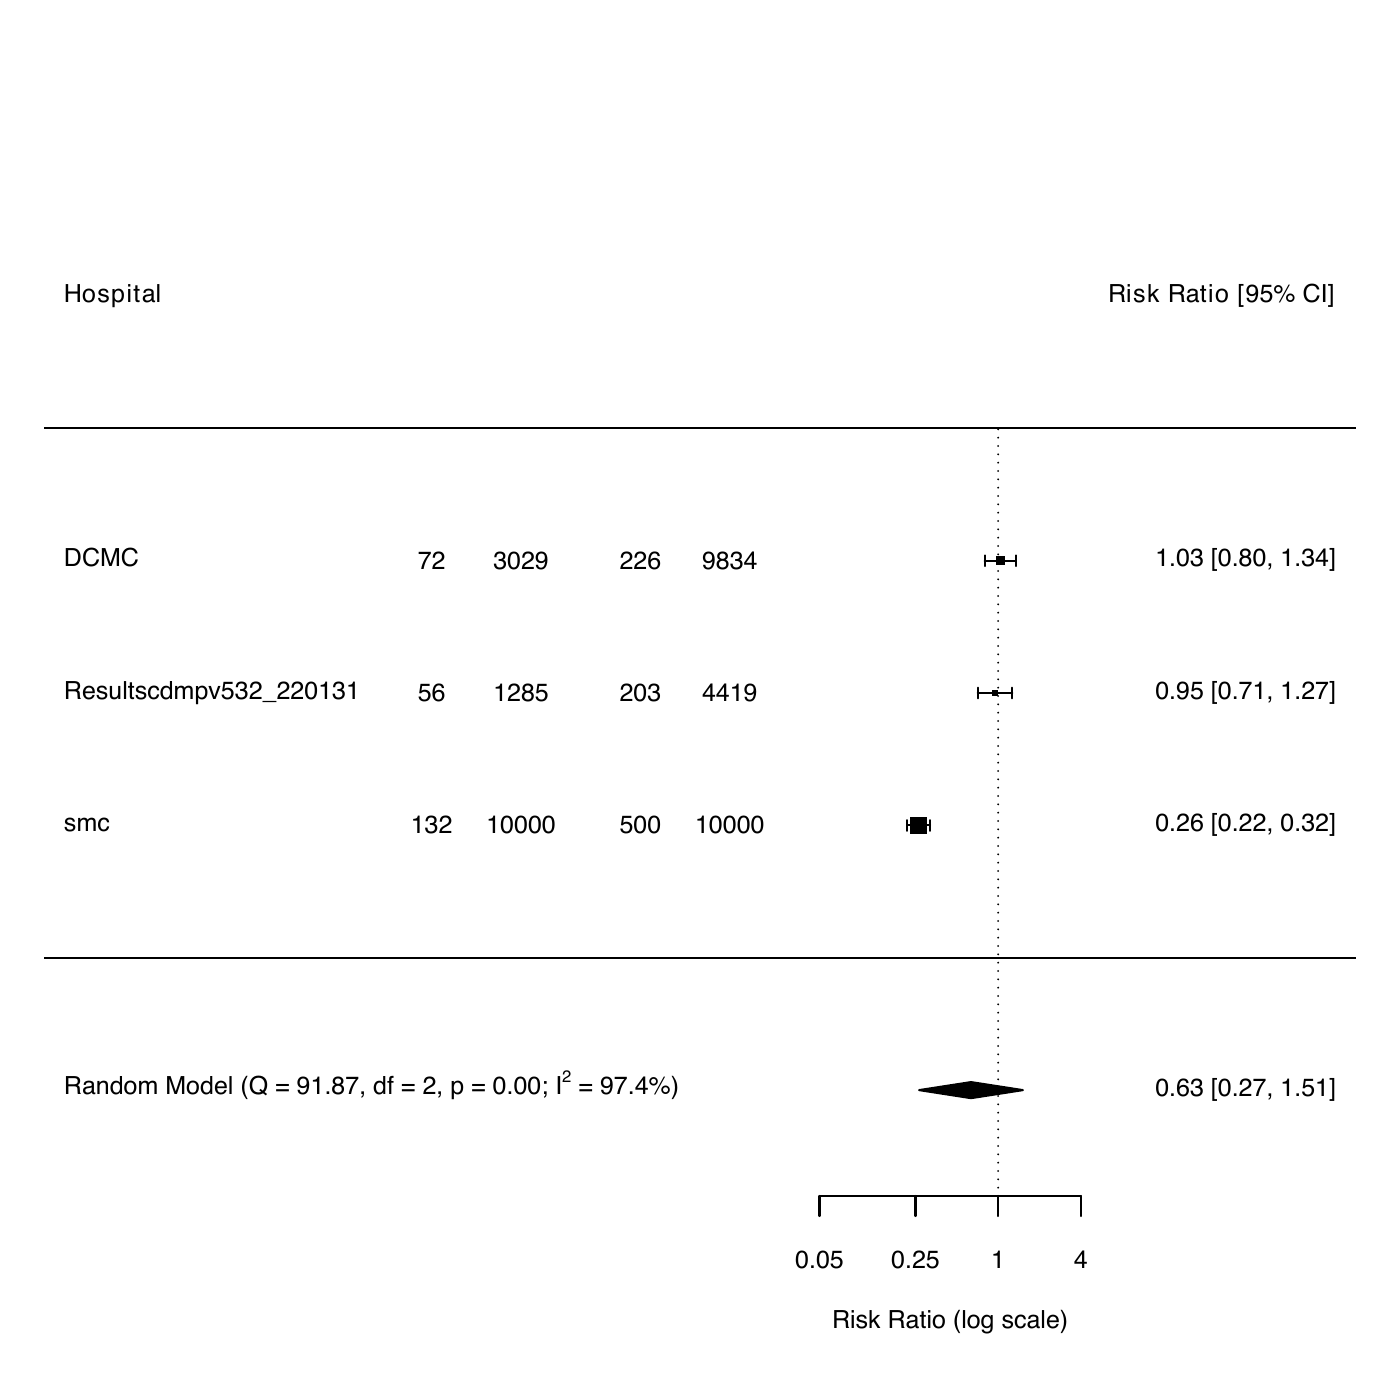 Hospital Risk Ratio [95% CI]
DCMC 72 3029 226 9834 1.03 [0.80, 1.34]
Resultscdmpv532_220131 56 1285 203 4419 0.95 [0.71, 1.27]
smc 132 10000 500 10000 0.26 [0.22, 0.32]
Random Model (Q = 91.87, df = 2, p = 0.00; I² = 97.4%) 0.63 [0.27, 1.51]
0.05 0.25 1 4
Risk Ratio (log scale)